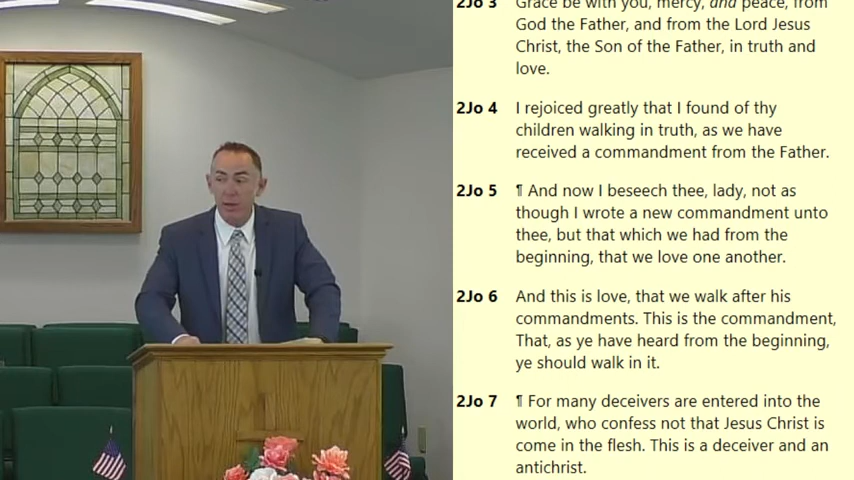 2Jo 3 Grace be with you, mercy, and peace, from
God the Father, and from the Lord Jesus
Christ, the Son of the Father, in truth and
love.
2Jo 4 I rejoiced greatly that I found of thy
children walking in truth, as we have
received a commandment from the Father.
2Jo 5 ¶ And now I beseech thee, lady, not as
though I wrote a new commandment unto
thee, but that which we had from the
beginning, that we love one another.
2Jo 6 And this is love, that we walk after his
commandments. This is the commandment,
That, as ye have heard from the beginning,
ye should walk in it.
2Jo 7 ¶ For many deceivers are entered into the
world, who confess not that Jesus Christ is
come in the flesh. This is a deceiver and an
antichrist.